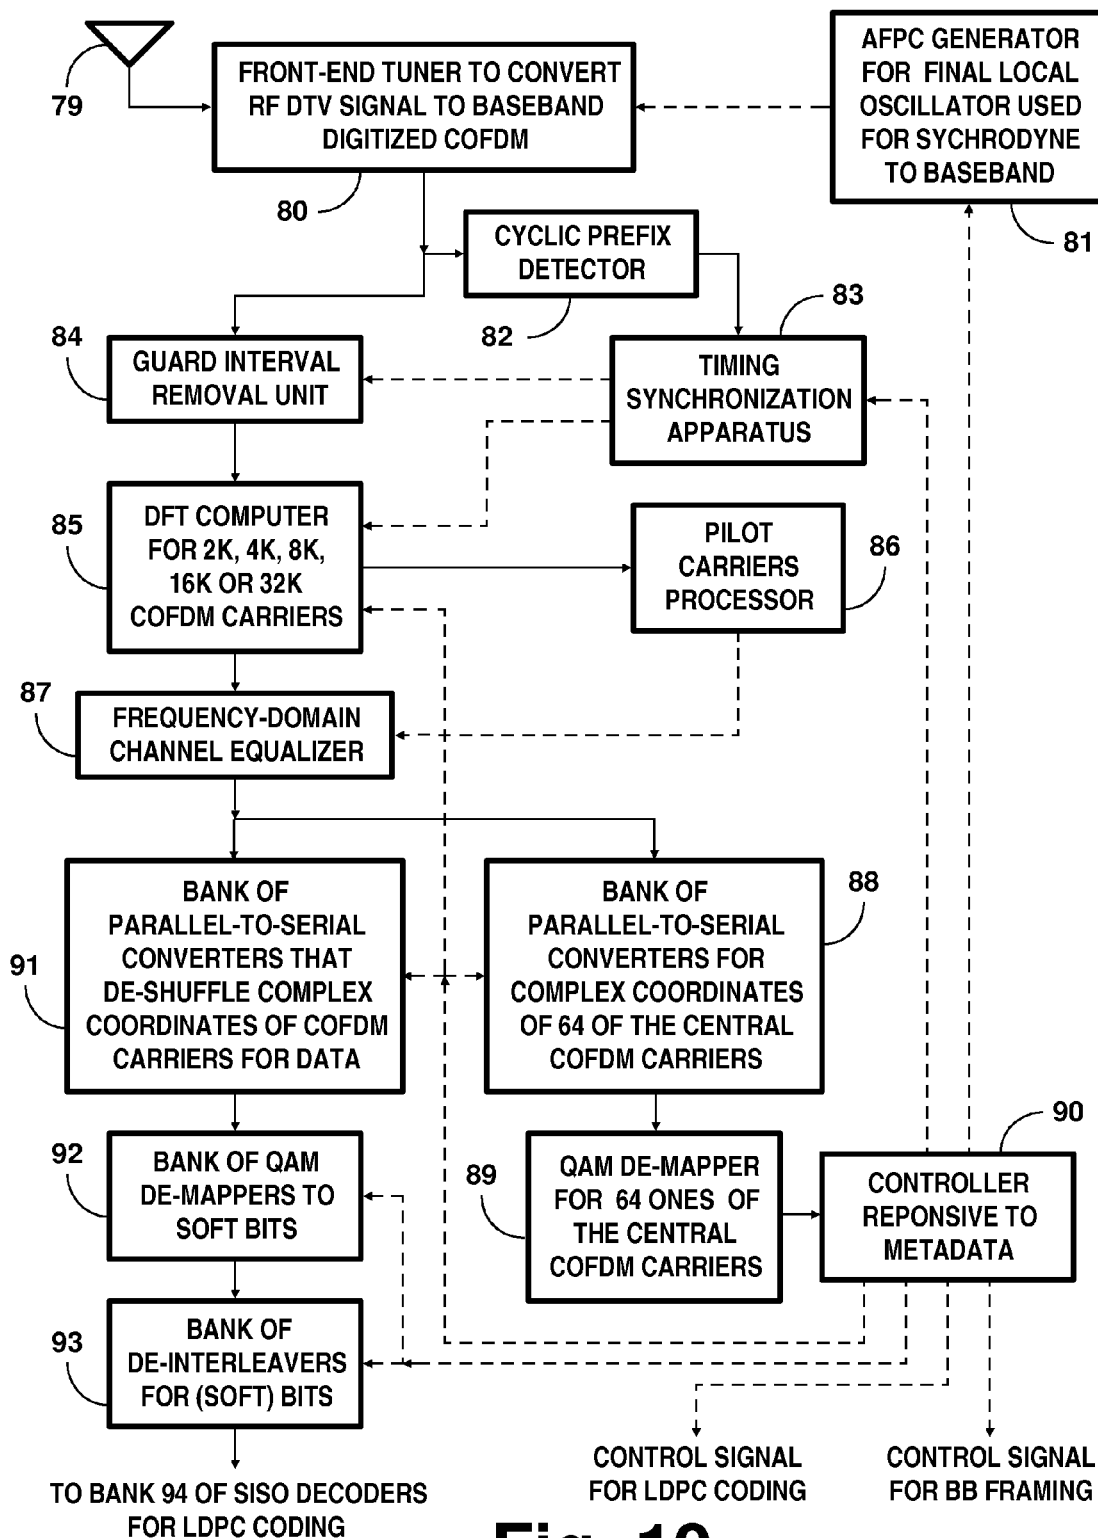 79
FRONT-END TUNER TO CONVERT
RF DTV SIGNAL TO BASEBAND
DIGITIZED COFDM
80
AFPC GENERATOR
FOR FINAL LOCAL
OSCILLATOR USED
FOR SYCHRODYNE
TO BASEBAND
81
CYCLIC PREFIX
DETECTOR
82
83
84
GUARD INTERVAL
REMOVAL UNIT
TIMING
SYNCHRONIZATION
APPARATUS
85
DFT COMPUTER
FOR 2K, 4K, 8K,
16K OR 32K
COFDM CARRIERS
PILOT
CARRIERS
PROCESSOR
86
87
FREQUENCY-DOMAIN
CHANNEL EQUALIZER
91
BANK OF
PARALLEL-TO-SERIAL
CONVERTERS THAT
DE-SHUFFLE COMPLEX
COORDINATES OF COFDM
CARRIERS FOR DATA
BANK OF
PARALLEL-TO-SERIAL
CONVERTERS FOR
COMPLEX COORDINATES
OF 64 OF THE CENTRAL
COFDM CARRIERS
88
92
BANK OF QAM
DE-MAPPERS TO
SOFT BITS
89
QAM DE-MAPPER
FOR 64 ONES OF
THE CENTRAL
COFDM CARRIERS
90
CONTROLLER
REPONSIVE TO
METADATA
93
BANK OF
DE-INTERLEAVERS
FOR (SOFT) BITS
TO BANK 94 OF SISO DECODERS
FOR LDPC CODING
CONTROL SIGNAL
FOR LDPC CODING
CONTROL SIGNAL
FOR BB FRAMING